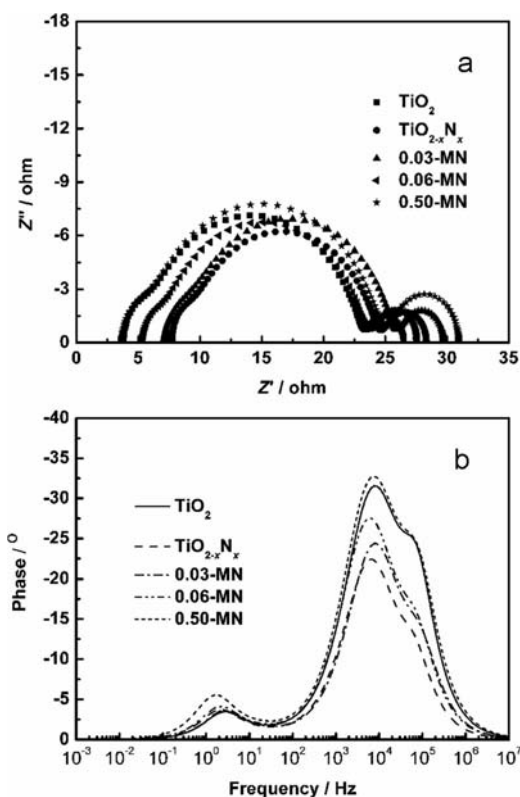 a
-18
-15
-12
-9
-6
-3
0
Z'' / ohm
TiO2
TiO2-xNx
0.03-MN
0.06-MN
0.50-MN
0 5 10 15 20 25 30 35
Z' / ohm
b
-40
-35
-30
-25
-20
-15
-10
-5
0
Phase / °
TiO2
TiO2-xNx
0.03-MN
0.06-MN
0.50-MN
10-3 10-2 10-1 100 101 102 103 104 105 106 107
Frequency / Hz